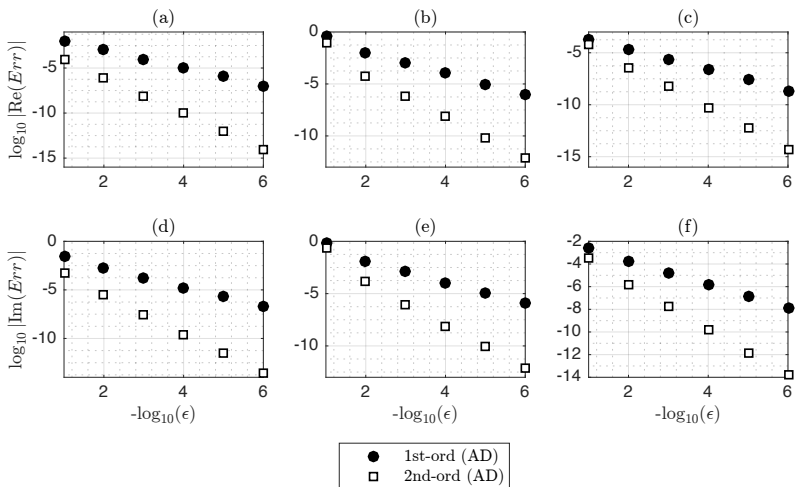 (a)
(b)
(c)
log₁₀ |Re(Err)|
-5
-10
-15
2 4 6
0
-5
-10
2 4 6
-5
-10
-15
2 4 6
(d)
(e)
(f)
log₁₀ |Im(Err)|
0
-5
-10
2 4 6
-log₁₀(ϵ)
0
-5
-10
2 4 6
-log₁₀(ϵ)
-2
-4
-6
-8
-10
-12
-14
2 4 6
-log₁₀(ϵ)
1st-ord (AD)
2nd-ord (AD)